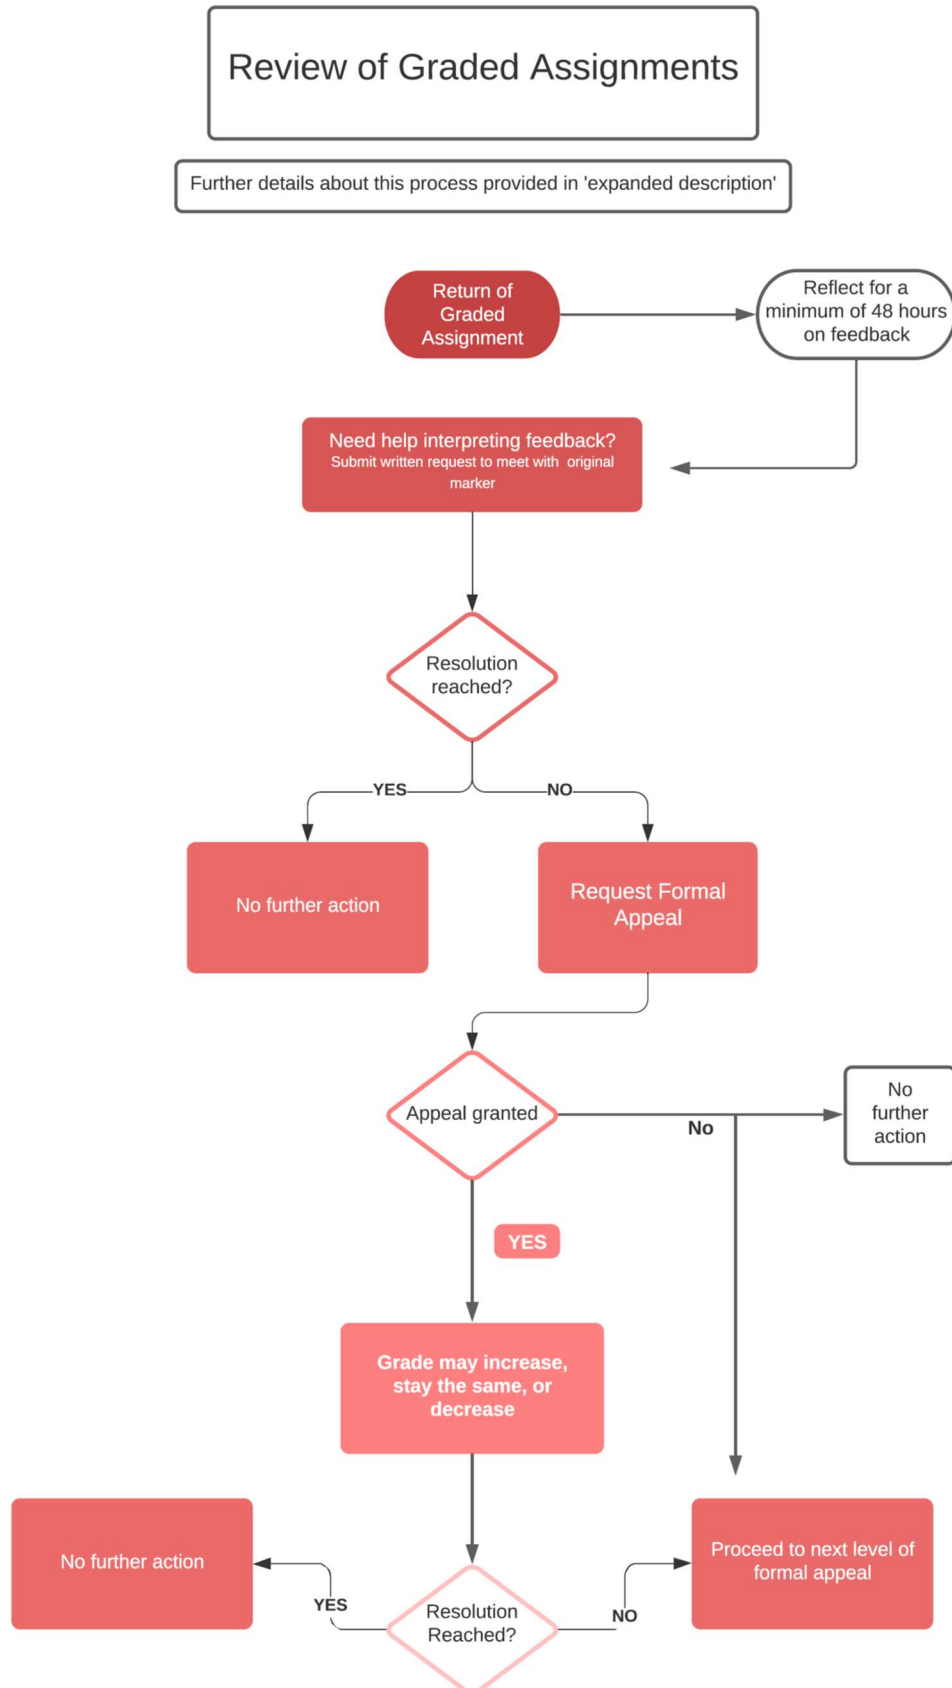 Review of Graded Assignments
Further details about this process provided in 'expanded description'
Return of
Graded
Assignment
Reflect for a
minimum of 48 hours
on feedback
Need help interpreting feedback?
Submit written request to meet with original
marker
Resolution
reached?
YES
NO
No further action
Request Formal
Appeal
Appeal granted
No
No
further
action
YES
Grade may increase,
stay the same, or
decrease
No further action
Proceed to next level of
formal appeal
YES
Resolution
Reached?
NO